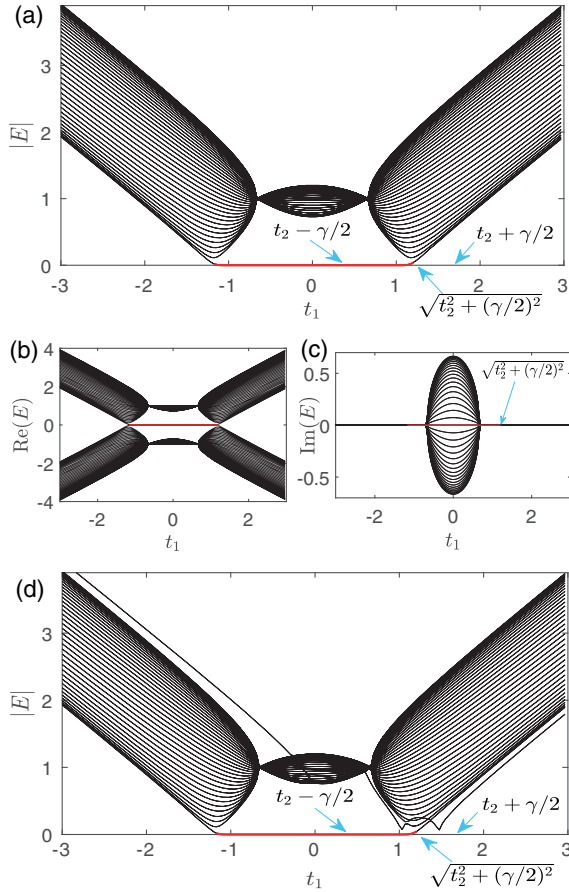 (a)
3
2
1
0
|E|
t₂ − γ/2
t₂ + γ/2
-3 -2 -1 0 1 2 3
t₁
√(t₂² + (γ/2)²)
(b)
4
2
0
-2
-4
Re(E)
-2 0 2
t₁
(c)
0.5
0
-0.5
Im(E)
√(t₂² + (γ/2)²)
-2 0 2
t₁
(d)
3
2
1
0
|E|
t₂ − γ/2
t₂ + γ/2
-3 -2 -1 0 1 2 3
t₁
√(t₂² + (γ/2)²)